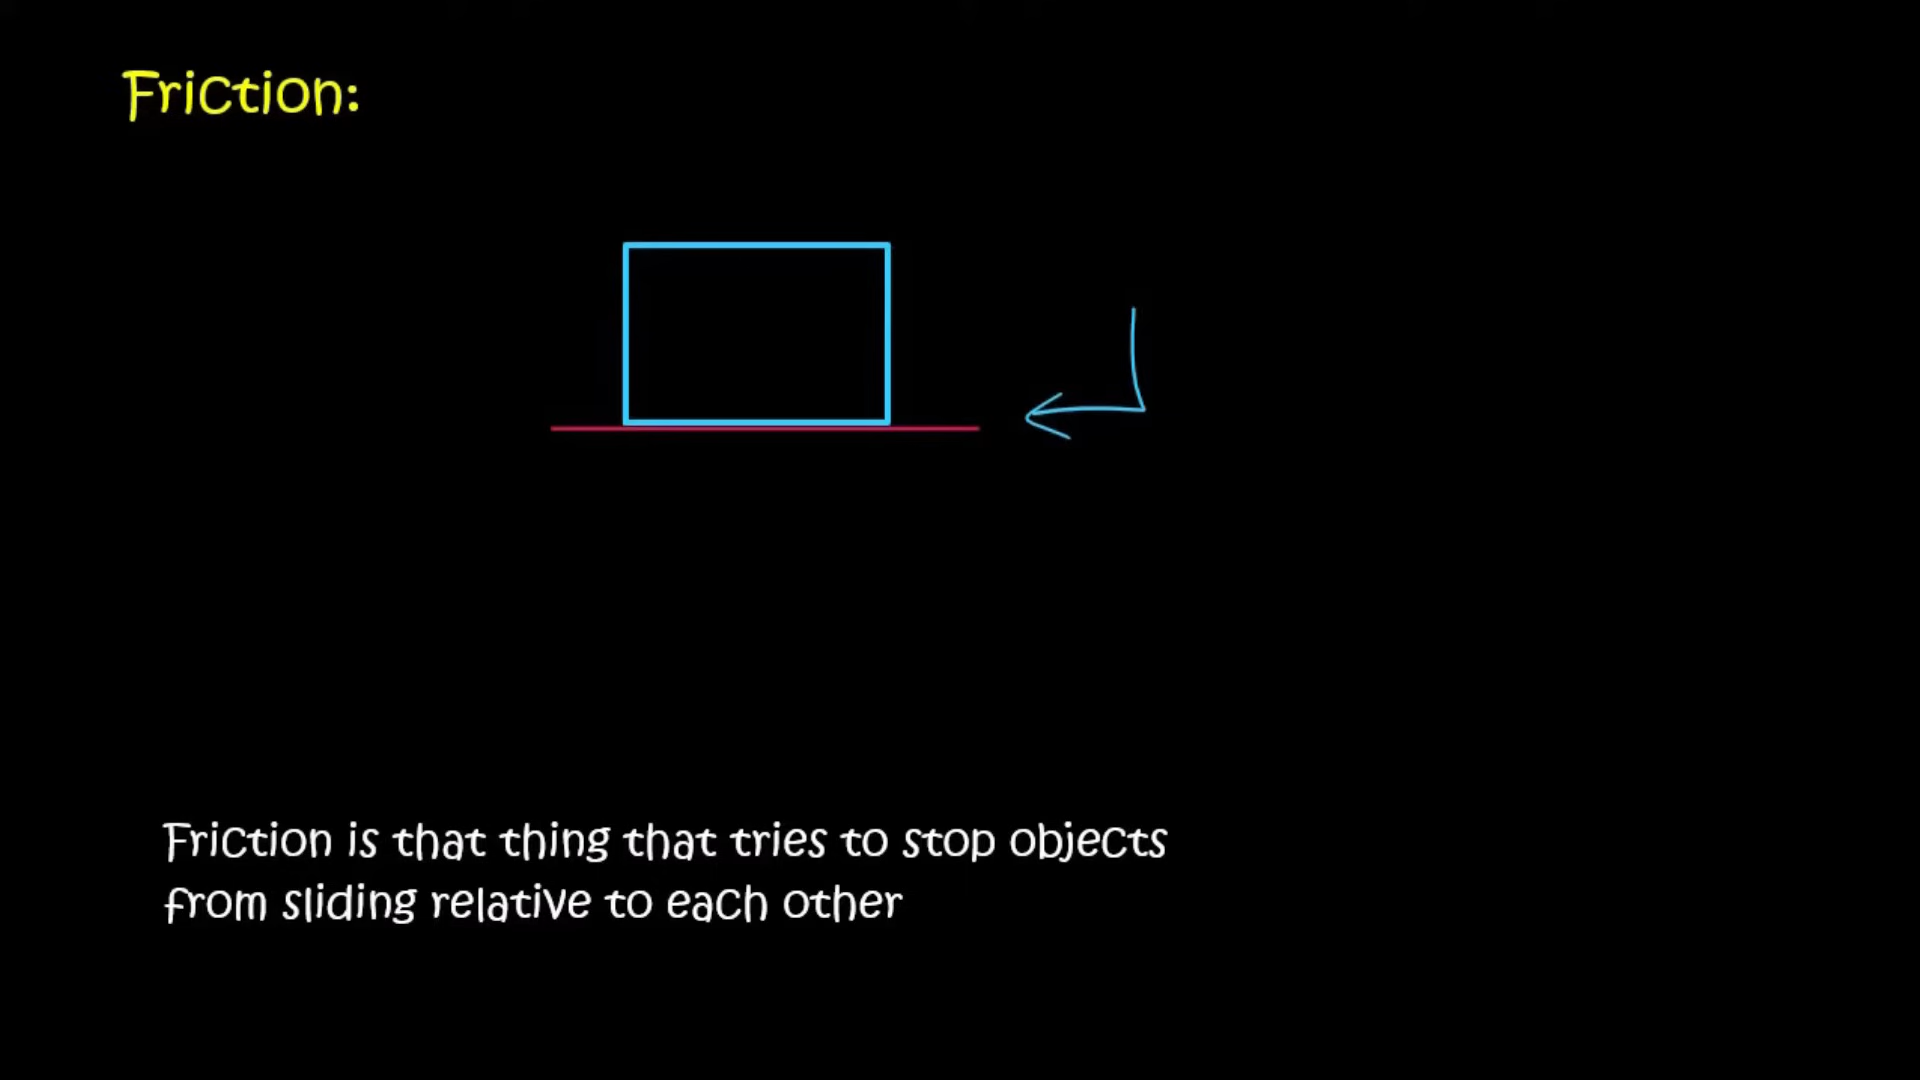 Friction:
Friction is that thing that tries to stop objects
from sliding relative to each other